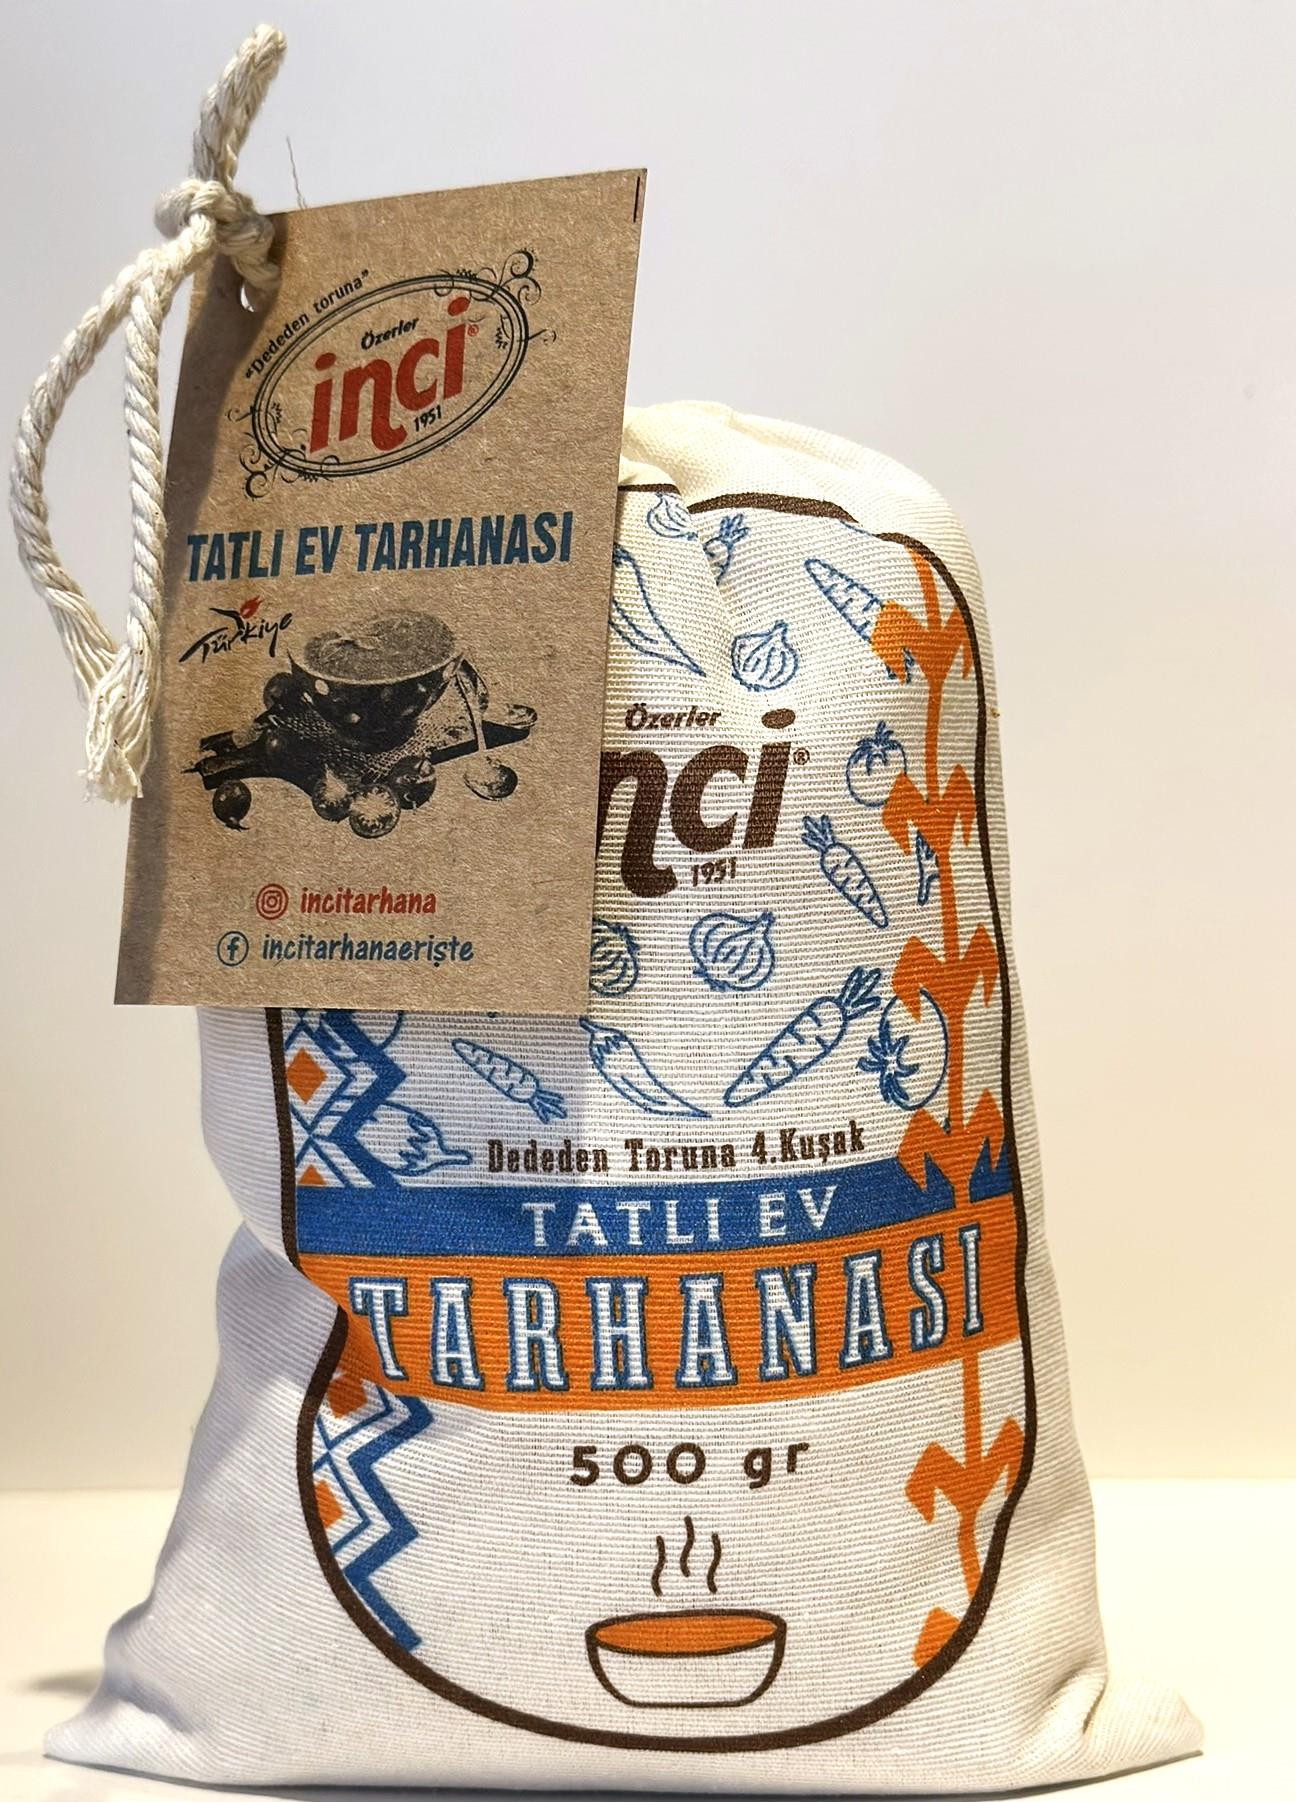 "Dededen toruna"
Özerler
inci®
1951
TATLI EV TARHANASI
Türkiye
incitarhana
incitarhanaerişte
Özerler
nci®
1951
Dededen Toruna 4.Kuşak
TATLI EV
TARHANASI
500 gr